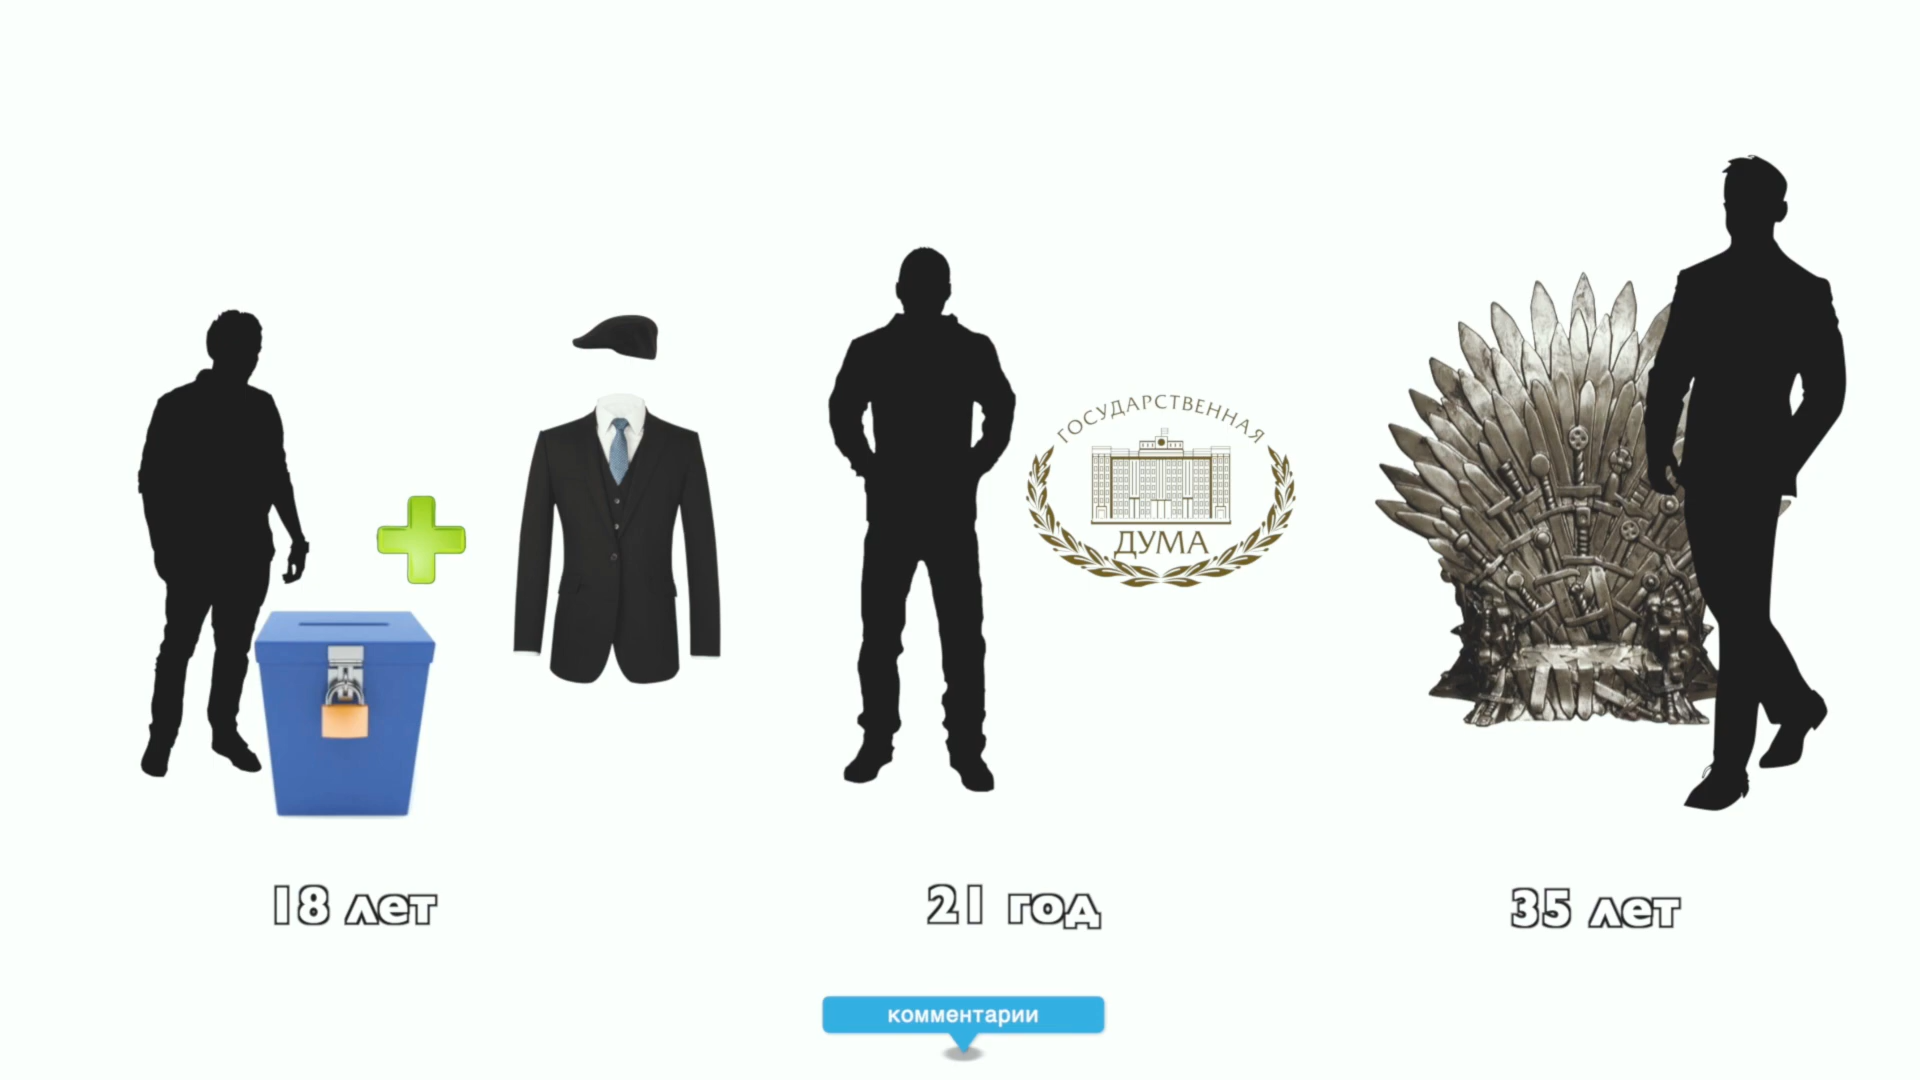 ГОСУДАРСТВЕННАЯ
ДУМА
18 лет
21 год
35 лет
комментарии